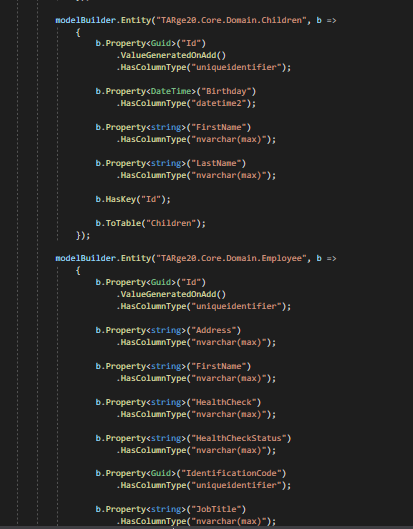 modelBuilder.Entity("TARge20.Core.Domain.Children", b =>
{
b.Property<Guid>("Id")
.ValueGeneratedOnAdd()
.HasColumnType("uniqueidentifier");
b.Property<DateTime>("Birthday")
.HasColumnType("datetime2");
b.Property<string>("FirstName")
.HasColumnType("nvarchar(max)");
b.Property<string>("LastName")
.HasColumnType("nvarchar(max)");
b.HasKey("Id");
b.ToTable("Children");
});
modelBuilder.Entity("TARge20.Core.Domain.Employee", b =>
{
b.Property<Guid>("Id")
.ValueGeneratedOnAdd()
.HasColumnType("uniqueidentifier");
b.Property<string>("Address")
.HasColumnType("nvarchar(max)");
b.Property<string>("FirstName")
.HasColumnType("nvarchar(max)");
b.Property<string>("HealthCheck")
.HasColumnType("nvarchar(max)");
b.Property<string>("HealthCheckStatus")
.HasColumnType("nvarchar(max)");
b.Property<Guid>("IdentificationCode")
.HasColumnType("uniqueidentifier");
b.Property<string>("JobTitle")
.HasColumnType("nvarchar(max)");